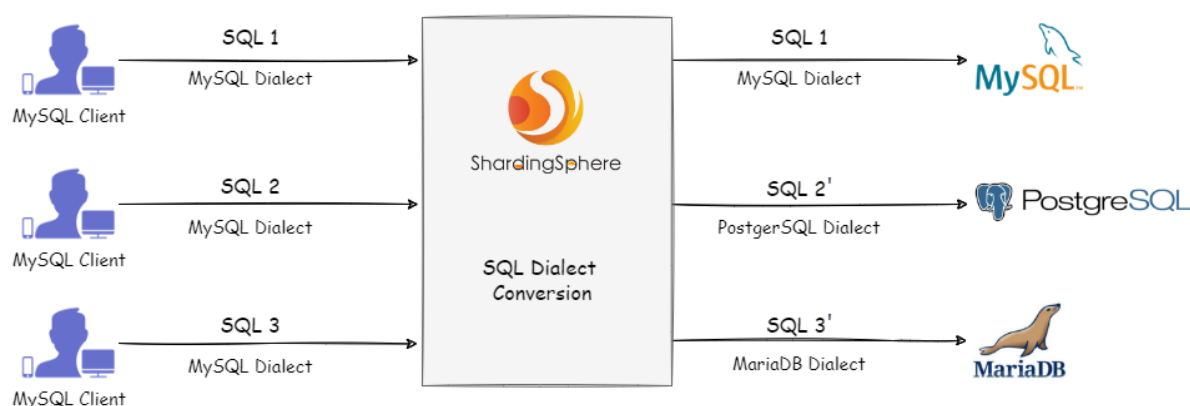 SQL 1
MySQL Dialect
MySQL Client
SQL 2
MySQL Dialect
MySQL Client
SQL 3
MySQL Dialect
MySQL Client
ShardingSphere
SQL Dialect
Conversion
SQL 1
MySQL Dialect
MySQL™
SQL 2'
PostgerSQL Dialect
PostgreSQL
SQL 3'
MariaDB Dialect
MariaDB